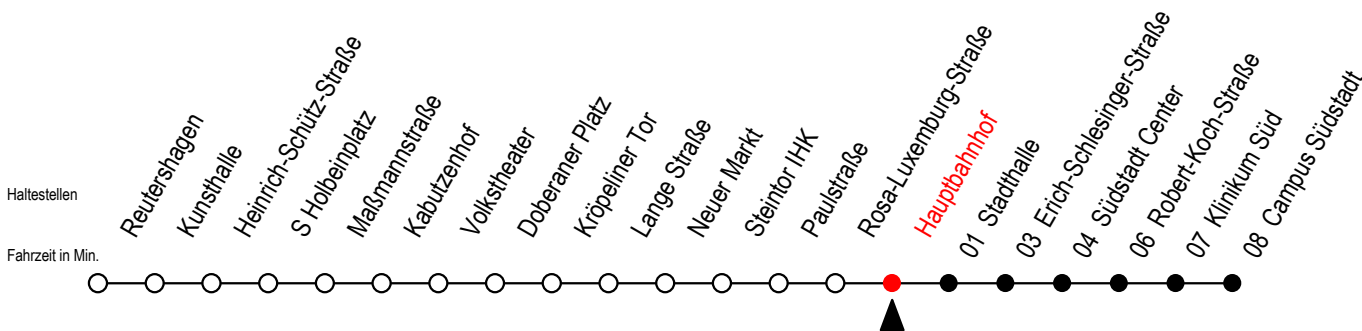 Haltestellen
Fahrzeit in Min.
Reutershagen
Kunsthalle
Heinrich-Schütz-Straße
S Holbeinplatz
Maßmannstraße
Kabutzenhof
Volkstheater
Doberaner Platz
Kröpeliner Tor
Lange Straße
Neuer Markt
Steintor IHK
Paulstraße
Rosa-Luxemburg-Straße
Hauptbahnhof
01 Stadthalle
03 Erich-Schlesinger-Straße
04 Südstadt Center
06 Robert-Koch-Straße
07 Klinikum Süd
08 Campus Südstadt